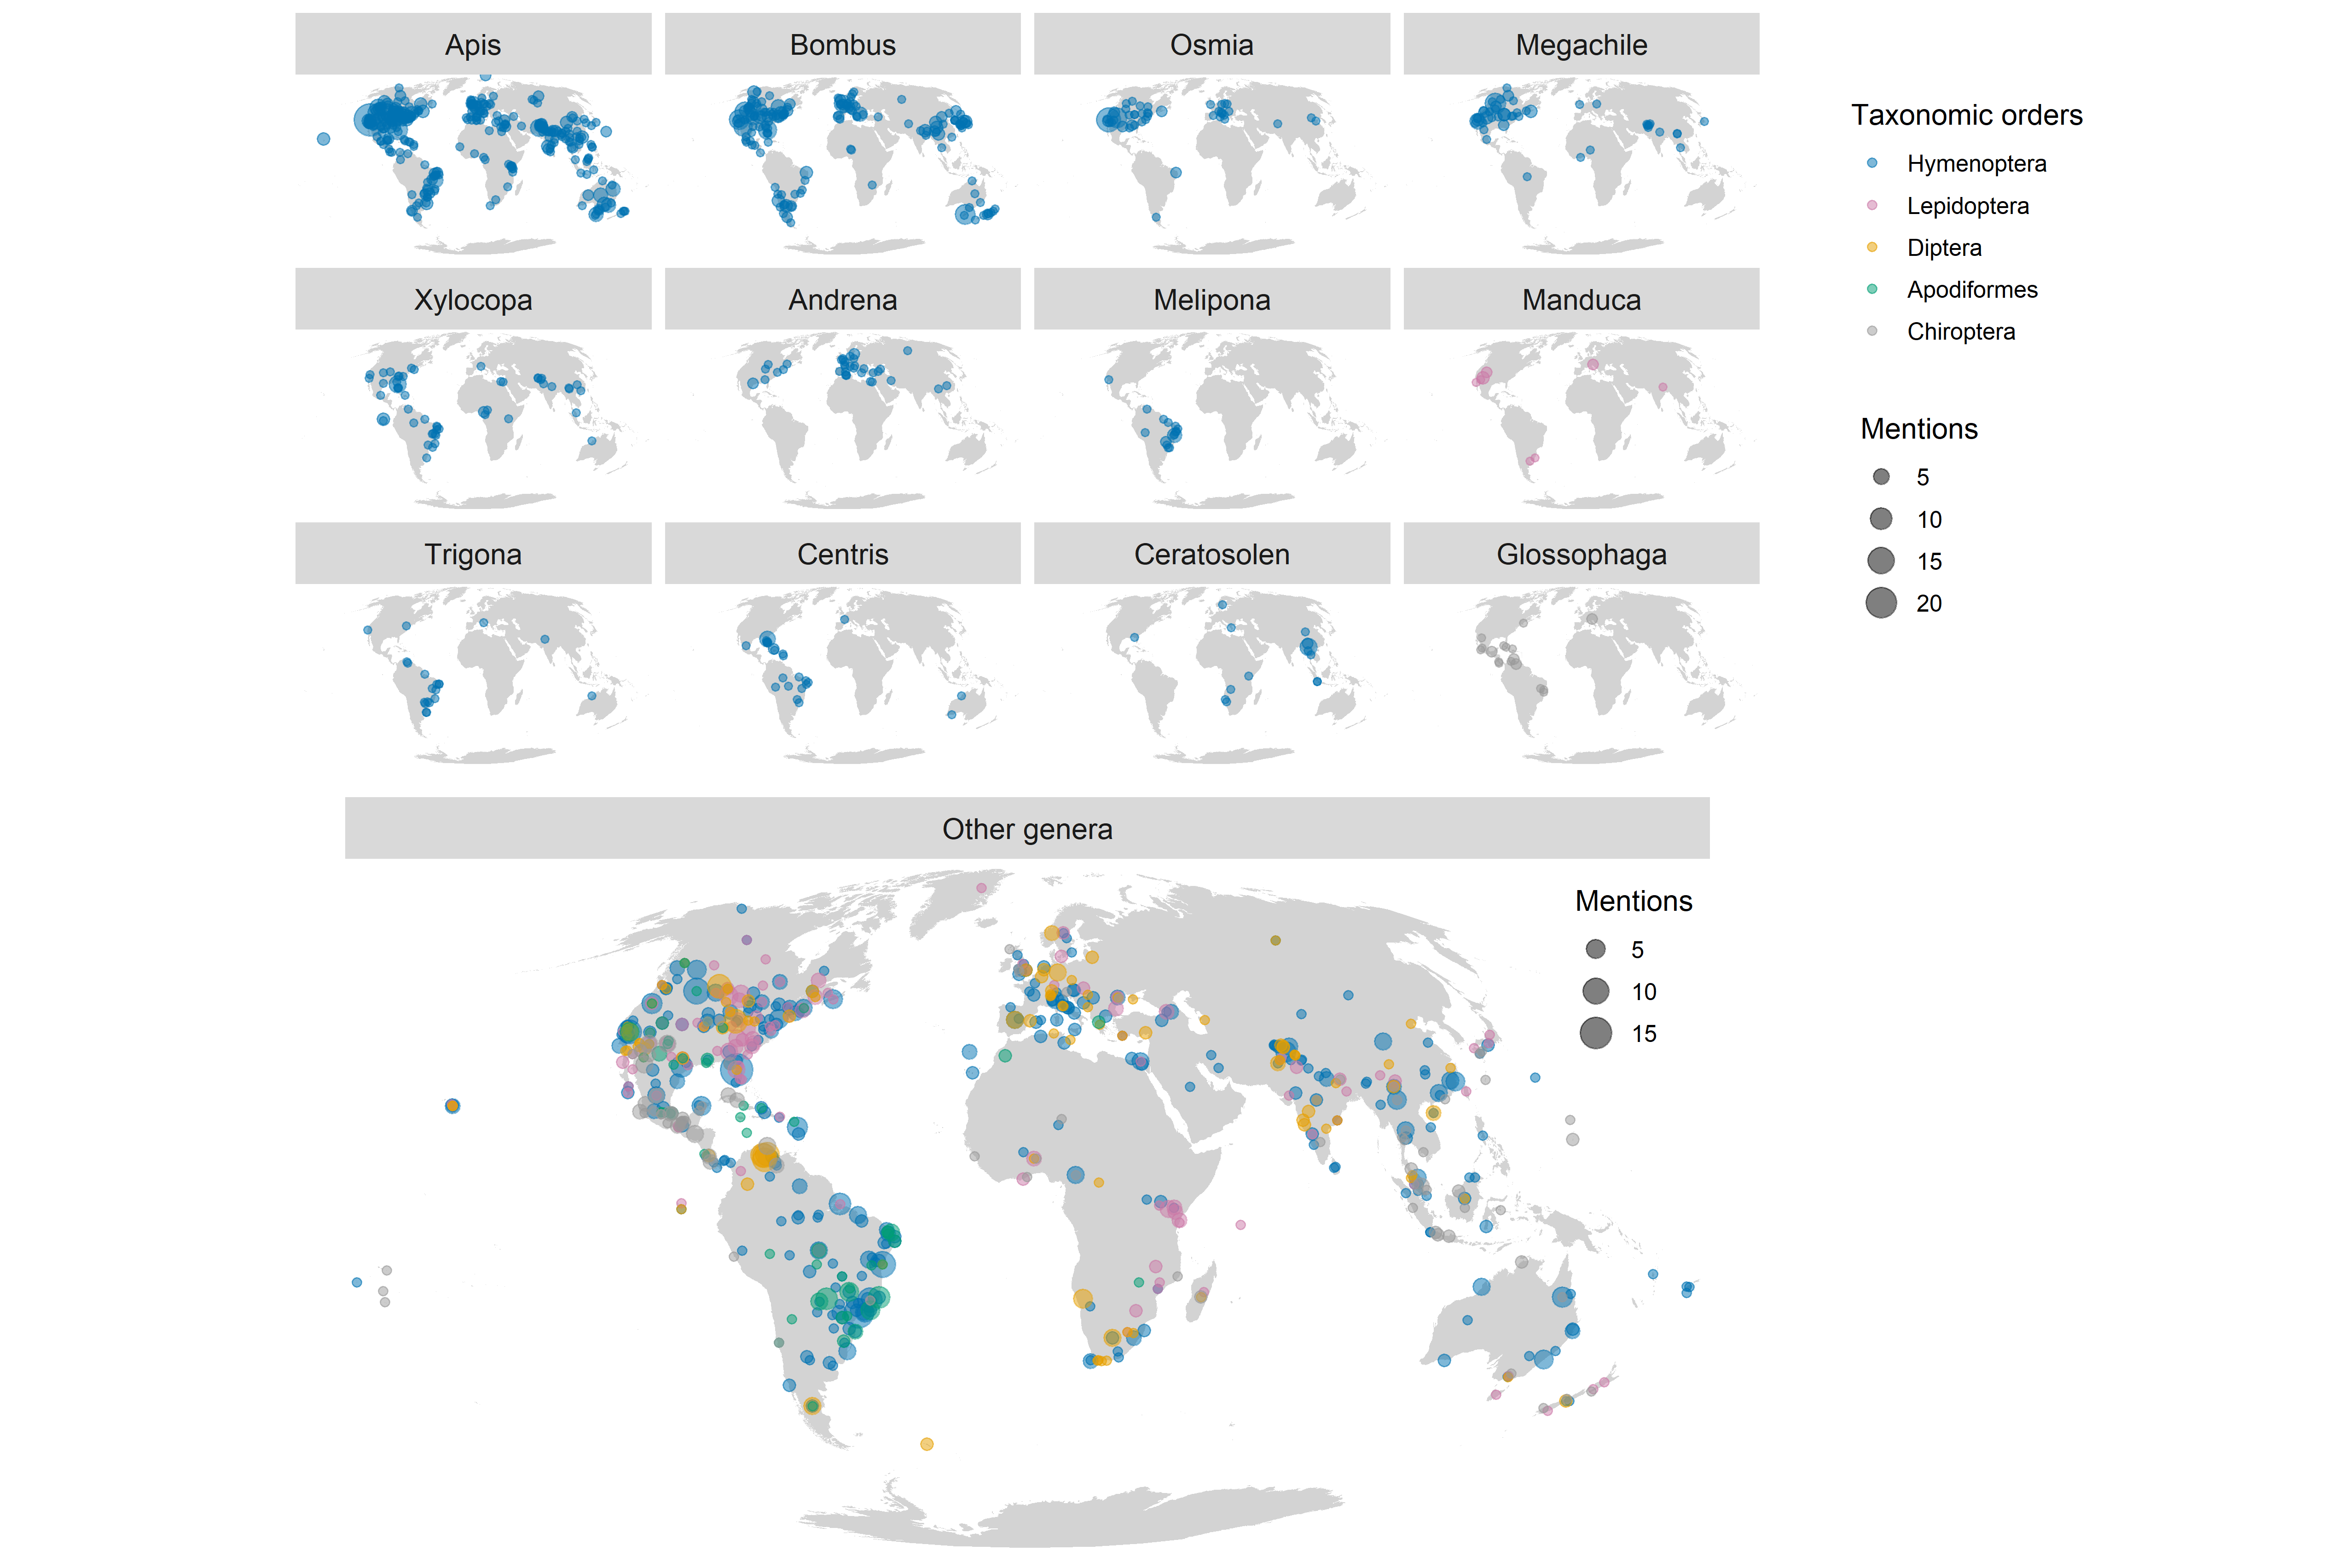 Apis
Bombus
Osmia
Megachile
Xylocopa
Andrena
Melipona
Manduca
Trigona
Centris
Ceratosolen
Glossophaga
Taxonomic orders
Hymenoptera
Lepidoptera
Diptera
Apodiformes
Chiroptera
Mentions
5
10
15
20
Other genera
Mentions
5
10
15